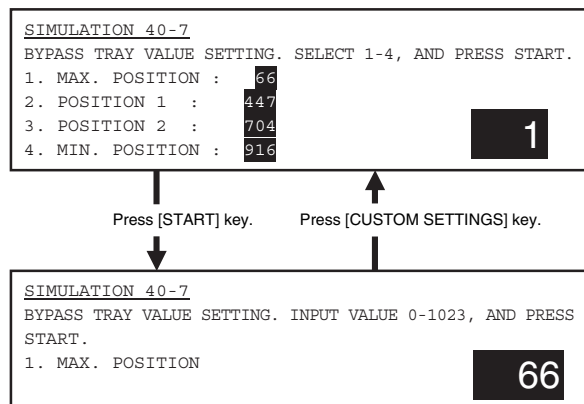 SIMULATION 40-7
BYPASS TRAY VALUE SETTING. SELECT 1-4, AND PRESS START.
1. MAX. POSITION : 66
2. POSITION 1 : 447
3. POSITION 2 : 704
4. MIN. POSITION : 916
1
Press [START] key.
Press [CUSTOM SETTINGS] key.
SIMULATION 40-7
BYPASS TRAY VALUE SETTING. INPUT VALUE 0-1023, AND PRESS
START.
1. MAX. POSITION
66